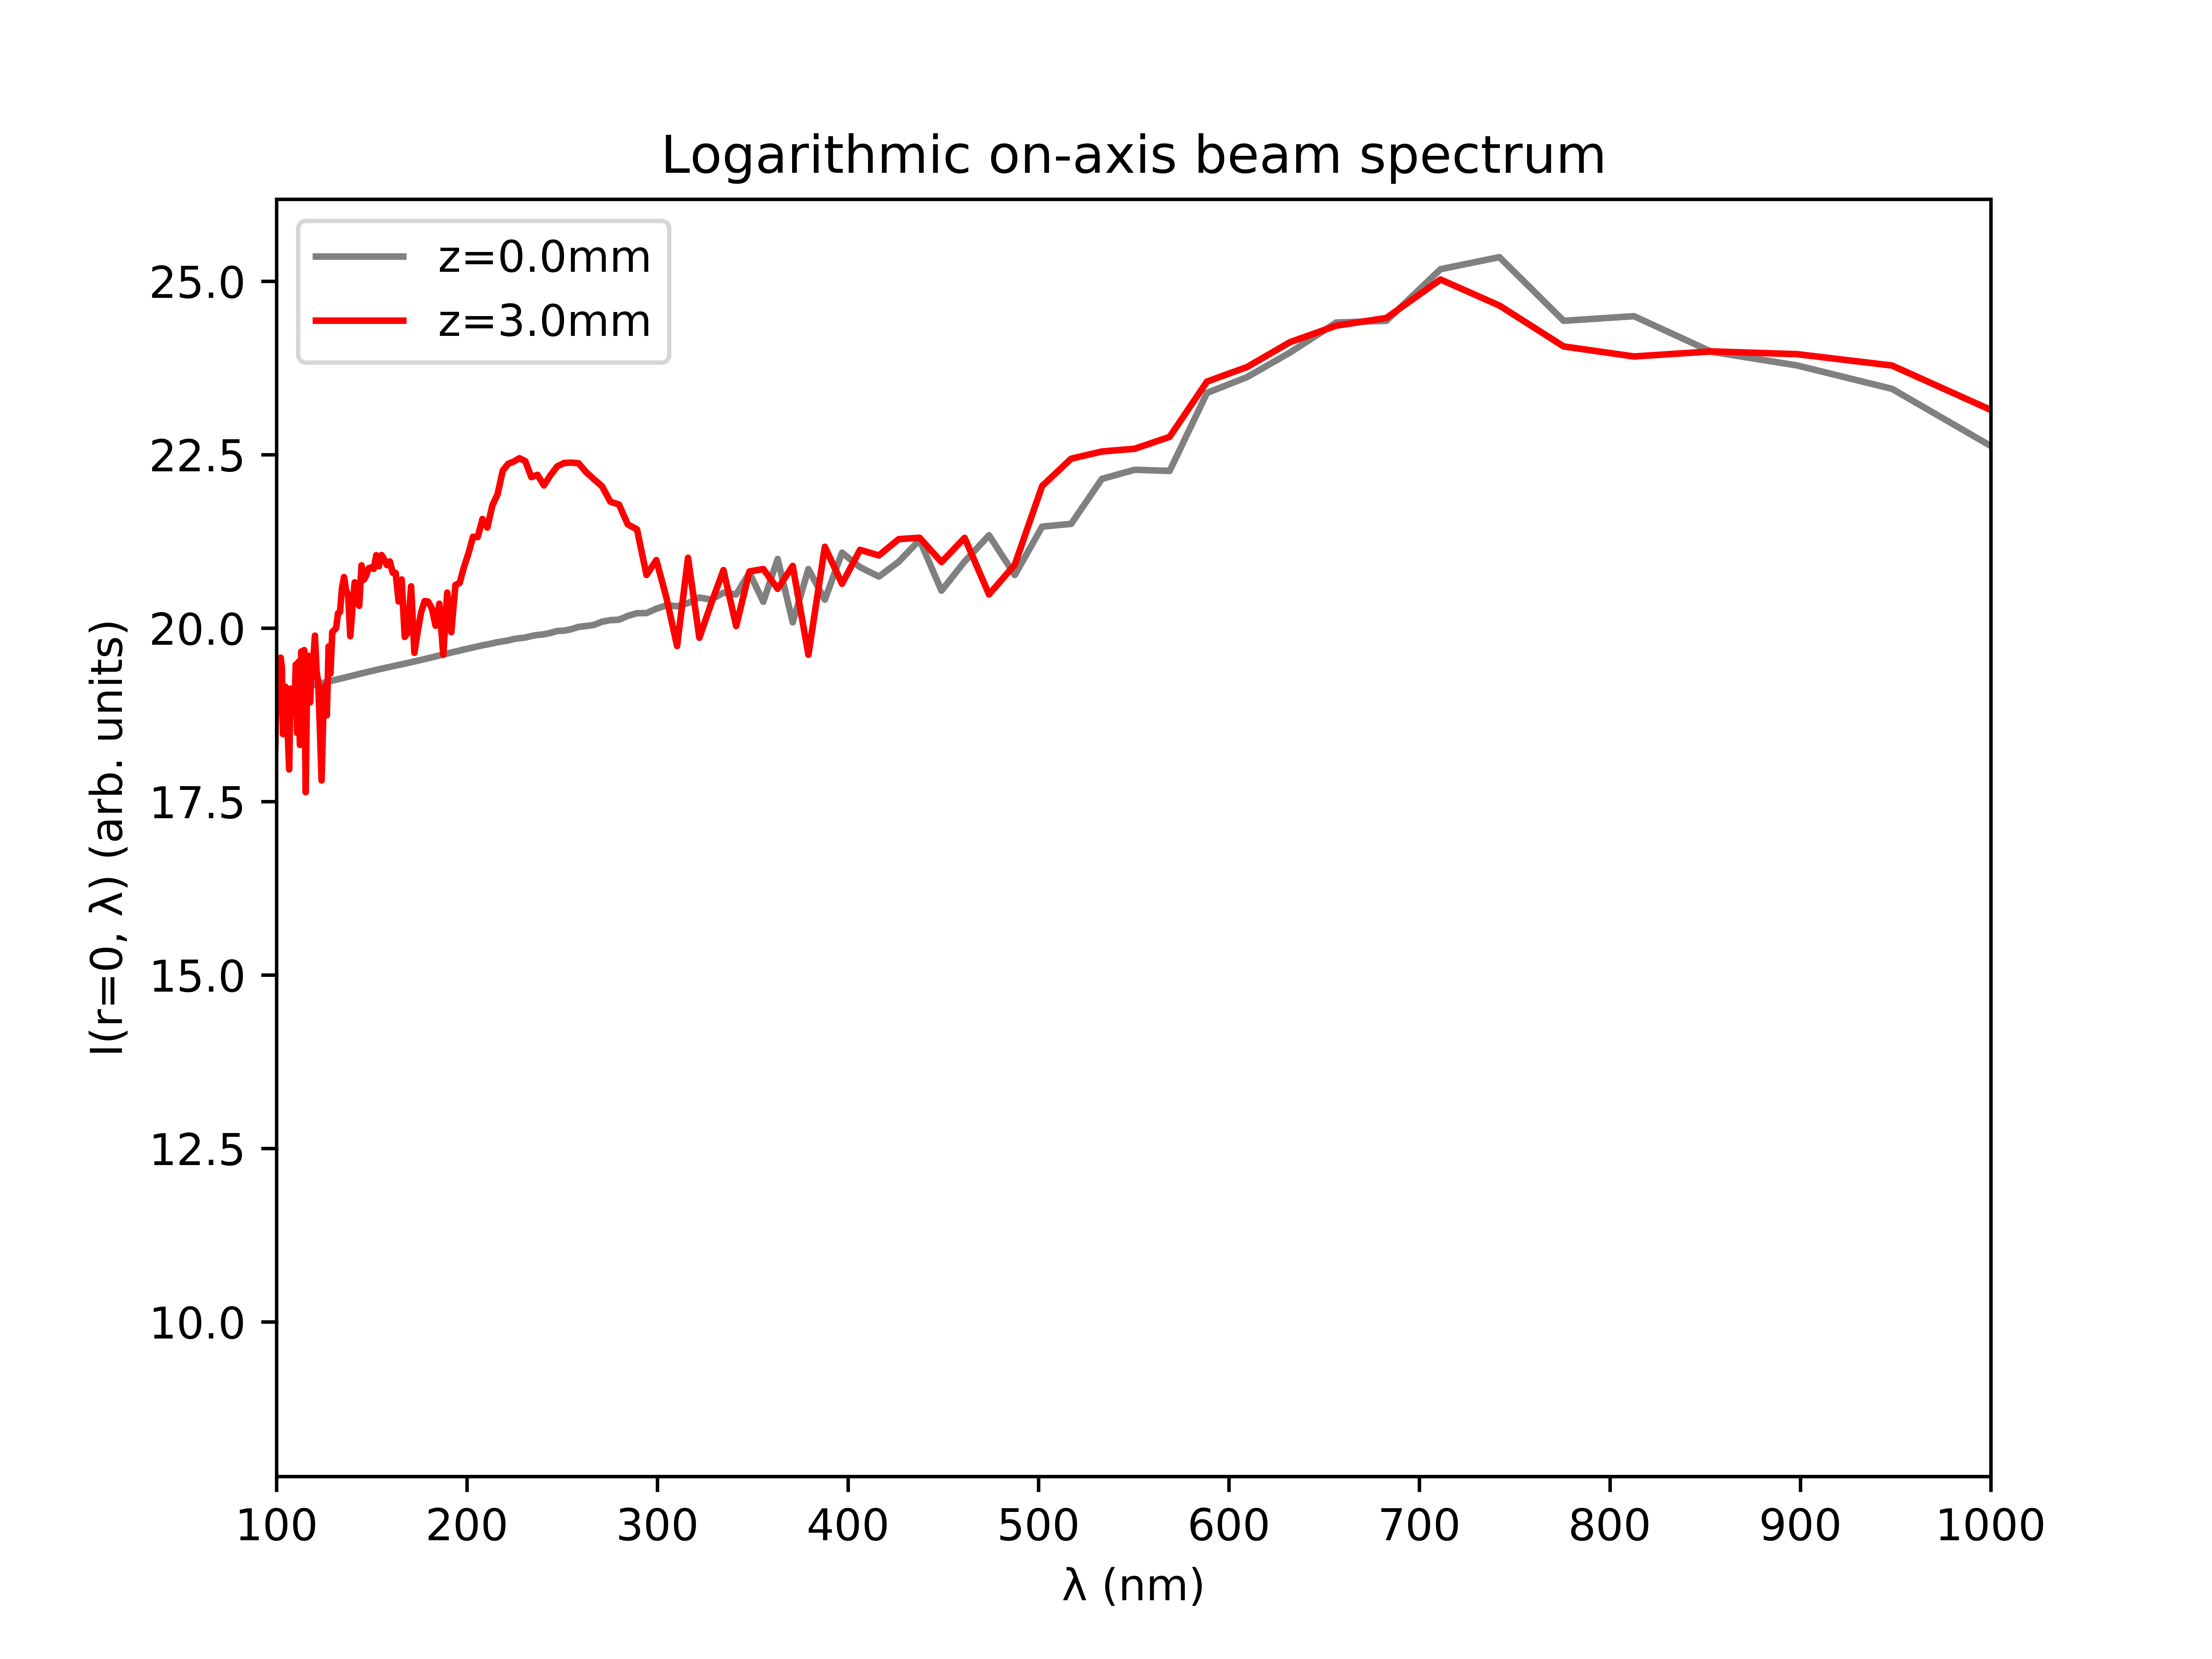 Logarithmic on-axis beam spectrum
z=0.0mm
z=3.0mm
I(r=0, λ) (arb. units)
25.0
22.5
20.0
17.5
15.0
12.5
10.0
100 200 300 400 500 600 700 800 900 1000
λ (nm)